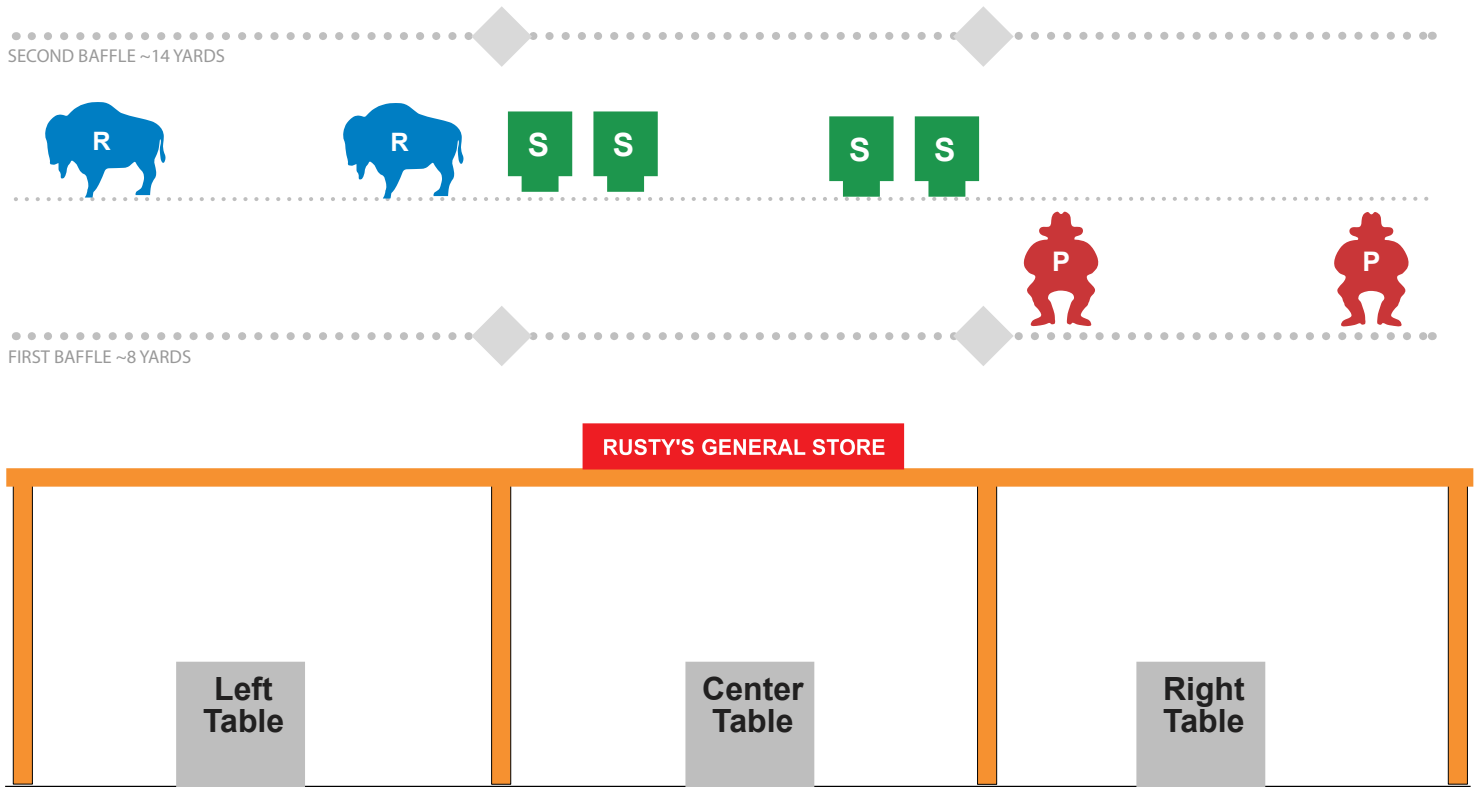 SECOND BAFFLE ~14 YARDS
R
R
S
S
S
S
P
P
FIRST BAFFLE ~8 YARDS
RUSTY'S GENERAL STORE
Left
Table
Center
Table
Right
Table